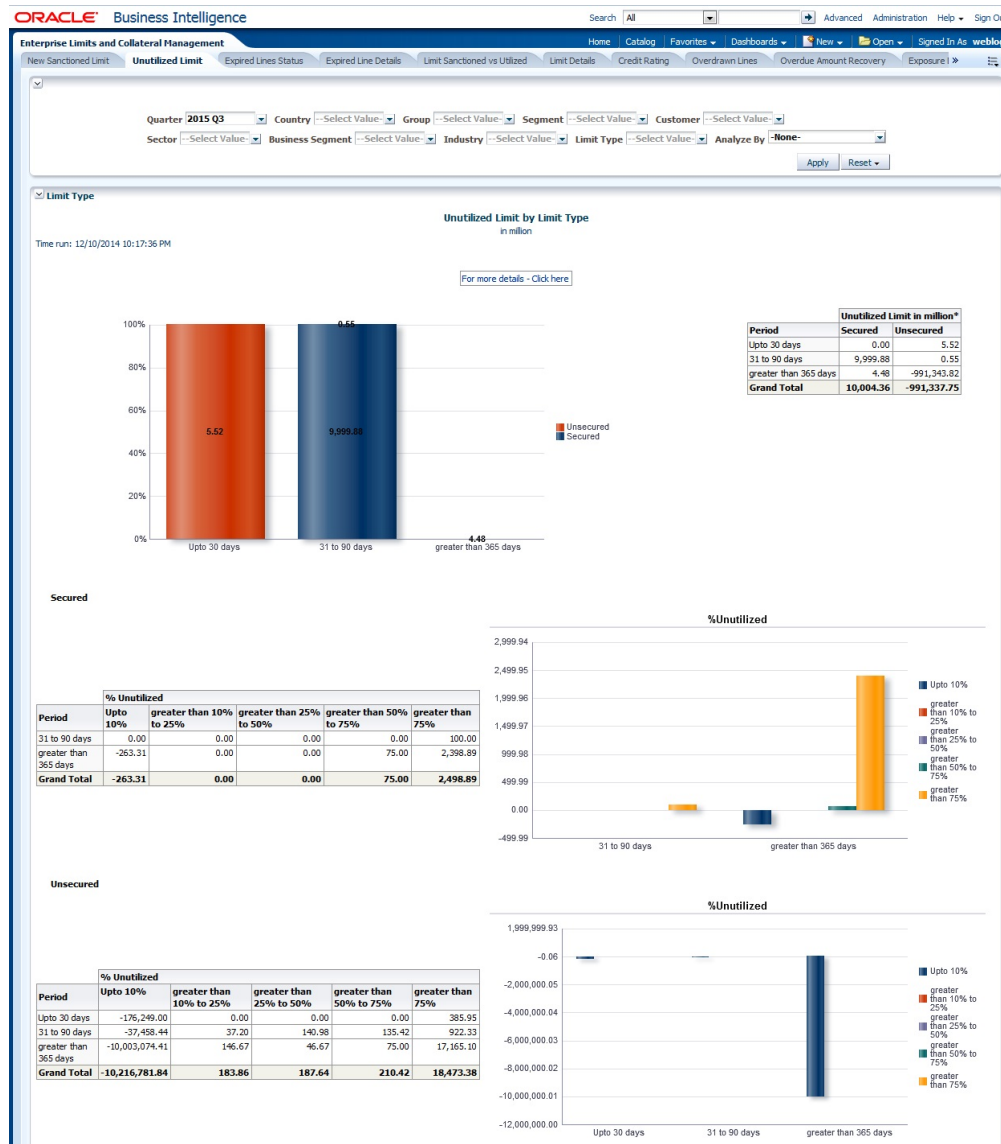 ORACLE Business Intelligence
Search All Advanced Administration Help Sign Ou
Enterprise Limits and Collateral Management
Home Catalog Favorites Dashboards New Open Signed In As weblo
New Sanctioned Limit Unutilized Limit Expired Lines Status Expired Line Details Limit Sanctioned vs Utilized Limit Details Credit Rating Overdrawn Lines Overdue Amount Recovery Exposure »
Quarter 2015 Q3 Country --Select Value- Group --Select Value- Segment --Select Value- Customer --Select Value-
Sector --Select Value- Business Segment --Select Value- Industry --Select Value- Limit Type --Select Value- Analyze By -None-
Apply Reset
Limit Type
Unutilized Limit by Limit Type
in million
Time run: 12/10/2014 10:17:36 PM
For more details - Click here
100%
80%
60%
40%
20%
0%
5.52
0.55
9,999.88
4.48
Upto 30 days 31 to 90 days greater than 365 days
Unsecured
Secured
Unutilized Limit in million*
Period Secured Unsecured
Upto 30 days 0.00 5.52
31 to 90 days 9,999.88 0.55
greater than 365 days 4.48 -991,343.82
Grand Total 10,004.36 -991,337.75
Secured
% Unutilized
Period Upto 10% greater than 10% to 25% greater than 25% to 50% greater than 50% to 75% greater than 75%
31 to 90 days 0.00 0.00 0.00 0.00 100.00
greater than 365 days -263.31 0.00 0.00 75.00 2,398.89
Grand Total -263.31 0.00 0.00 75.00 2,498.89
%Unutilized
2,999.94
2,499.95
1,999.96
1,499.97
999.98
499.99
0.00
-499.99
31 to 90 days greater than 365 days
Upto 10%
greater than 10% to 25%
greater than 25% to 50%
greater than 50% to 75%
greater than 75%
Unsecured
% Unutilized
Period Upto 10% greater than 10% to 25% greater than 25% to 50% greater than 50% to 75% greater than 75%
Upto 30 days -176,249.00 0.00 0.00 0.00 385.95
31 to 90 days -37,458.44 37.20 140.98 135.42 922.33
greater than 365 days -10,003,074.41 146.67 46.67 75.00 17,165.10
Grand Total -10,216,781.84 183.86 187.64 210.42 18,473.38
%Unutilized
1,999,999.93
-0.06
-2,000,000.05
-4,000,000.04
-6,000,000.03
-8,000,000.02
-10,000,000.01
-12,000,000.00
Upto 30 days 31 to 90 days greater than 365 days
Upto 10%
greater than 10% to 25%
greater than 25% to 50%
greater than 50% to 75%
greater than 75%